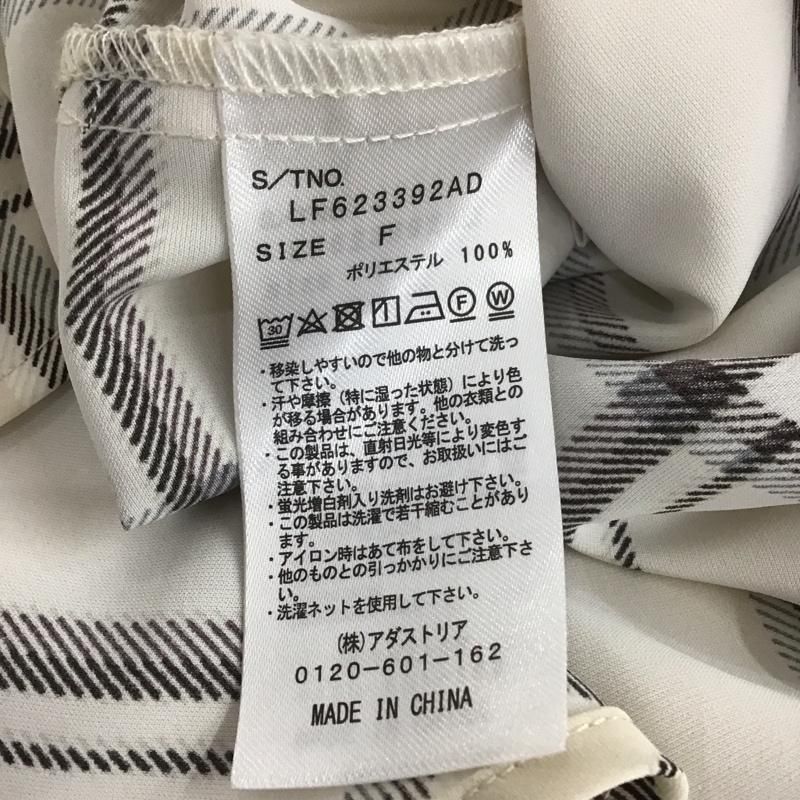 S/TNO.
LF623392AD
SIZE F
ポリエステル 100%
30 F W
・移染しやすいので他の物と分けて洗っ
て下さい。
・汗や摩擦（特に湿った状態）により色
が移る場合があります。他の衣類との
組み合わせにご注意ください。
・この製品は、直射日光等により変色す
る事がありますので、お取扱いにはご
注意下さい。
・蛍光増白剤入り洗剤はお避け下さい。
・この製品は洗濯で若干縮むことがあり
ます。
・アイロン時はあて布をして下さい。
・他のものとの引っかかりにご注意下さ
い。
・洗濯ネットを使用して下さい。
(株)アダストリア
0120-601-162
MADE IN CHINA